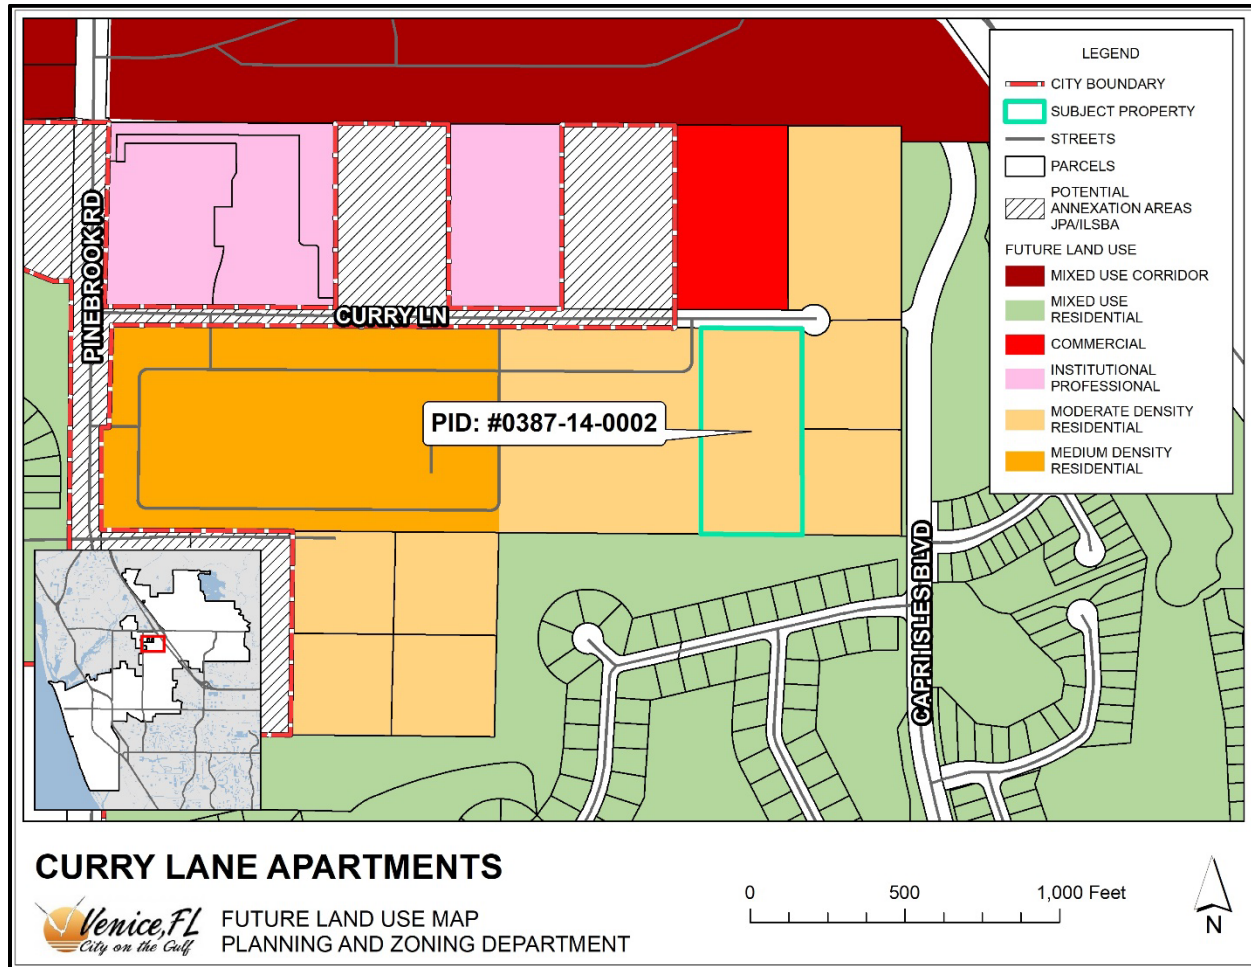 LEGEND
CITY BOUNDARY
SUBJECT PROPERTY
STREETS
PARCELS
POTENTIAL
ANNEXATION AREAS
JPA/ILSBA
FUTURE LAND USE
MIXED USE CORRIDOR
MIXED USE
RESIDENTIAL
COMMERCIAL
INSTITUTIONAL
PROFESSIONAL
MODERATE DENSITY
RESIDENTIAL
MEDIUM DENSITY
RESIDENTIAL
PINEBROOK RD
CURRY LN
PID: #0387-14-0002
CAPRI ISLES BLVD
CURRY LANE APARTMENTS
Venice, FL
City on the Gulf
FUTURE LAND USE MAP
PLANNING AND ZONING DEPARTMENT
0 500 1,000 Feet
N